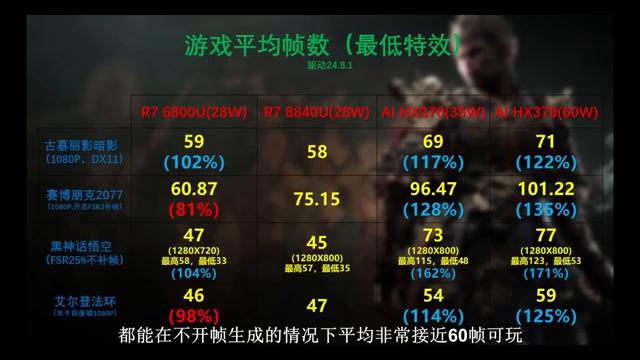 游戏平均帧数（最低特效）
驱动24.8.1
R7 6800U(28W) R7 8840U(28W) AI HX370(35W) AI HX370(60W)
古墓丽影暗影 59 58 69 71
(1080P，DX11) (102%) (117%) (122%)
赛博朋克2077 60.87 75.15 96.47 101.22
(1080P,开启FSR3补帧) (81%) (128%) (135%)
黑神话悟空 47 45 73 77
(FSR25%不补帧) (1280X720) (1280X800) (1280X800) (1280X800)
最高58，最低33 最高57，最低35 最高115，最低48 最高123，最低53
(104%) (162%) (171%)
艾尔登法环 46 47 54 59
(关卡前废墟1080P) (98%) (114%) (125%)
都能在不开帧生成的情况下平均非常接近60帧可玩